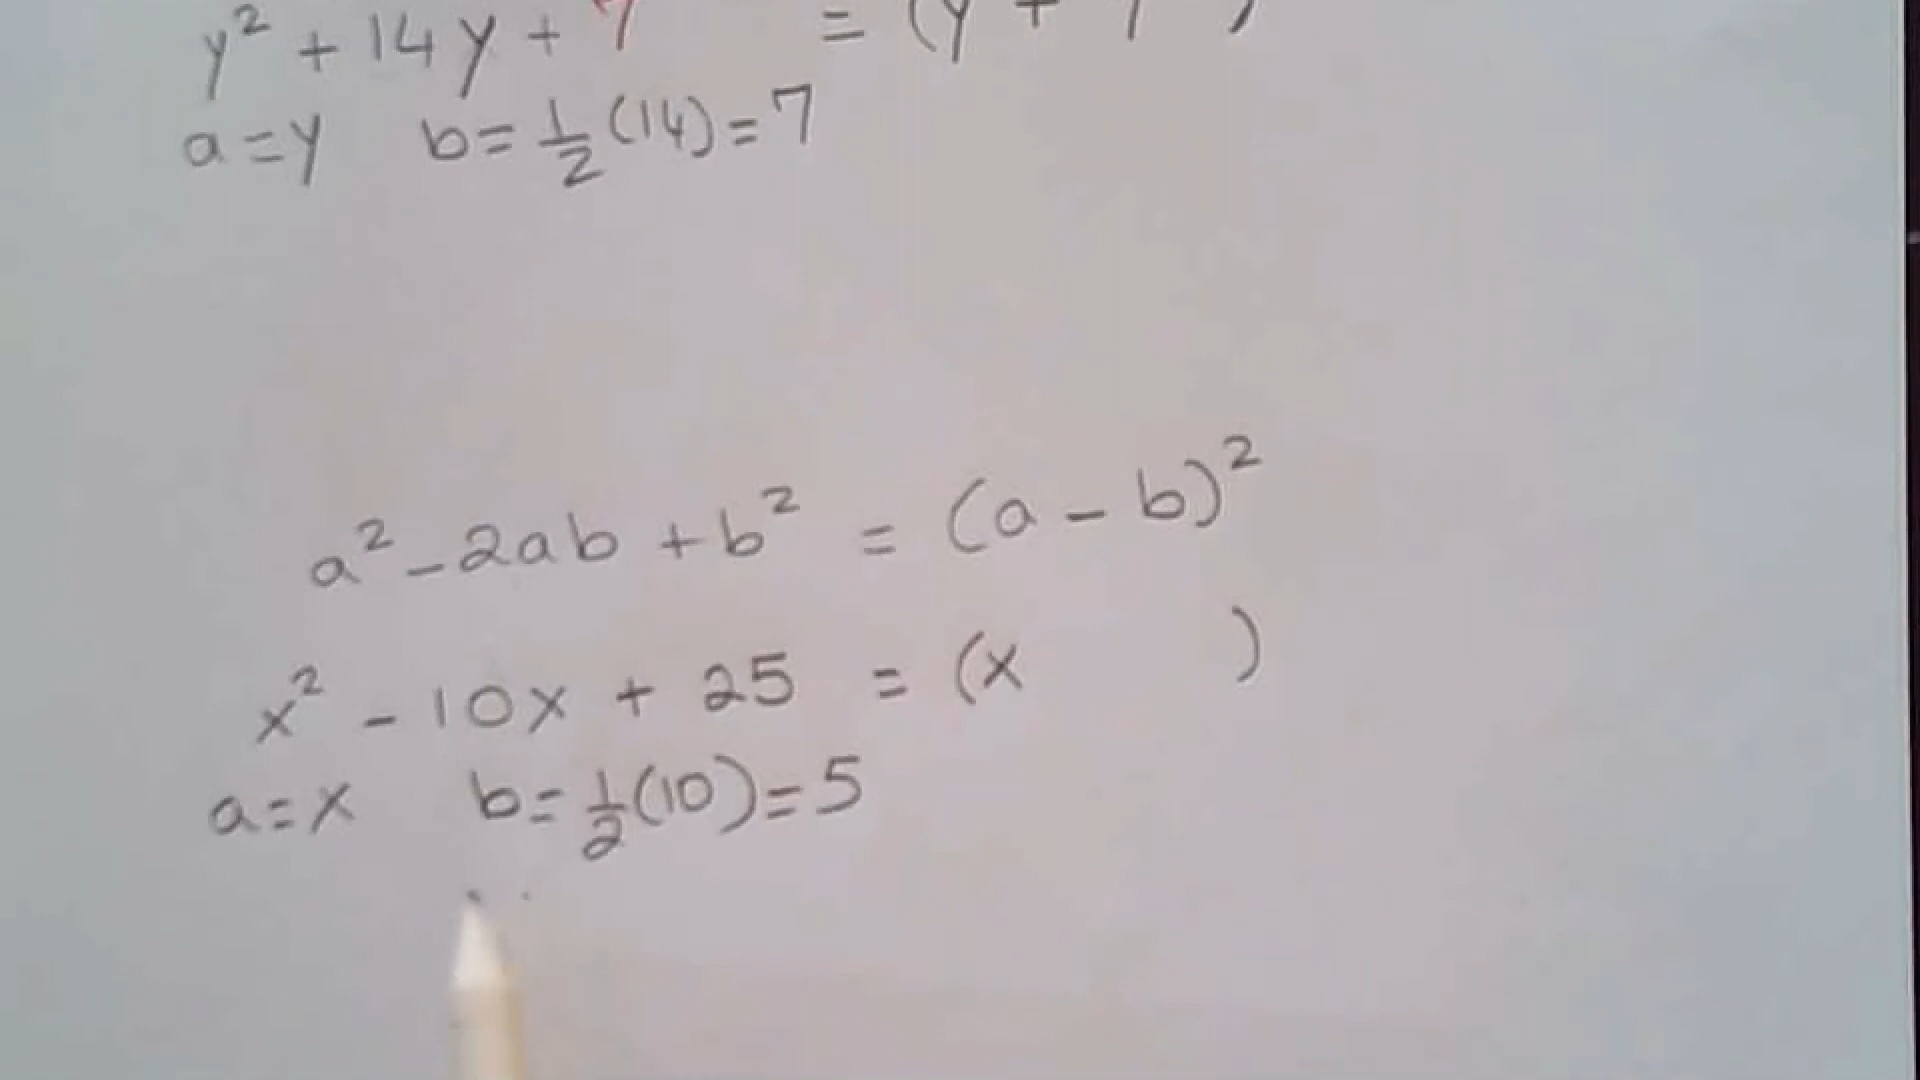 y² + 14y + 7 = (y + 7 )
a = y b = 1/2 (14) = 7
a² - 2ab + b² = (a - b)²
x² - 10x + 25 = (x )
a = x b = 1/2 (10) = 5